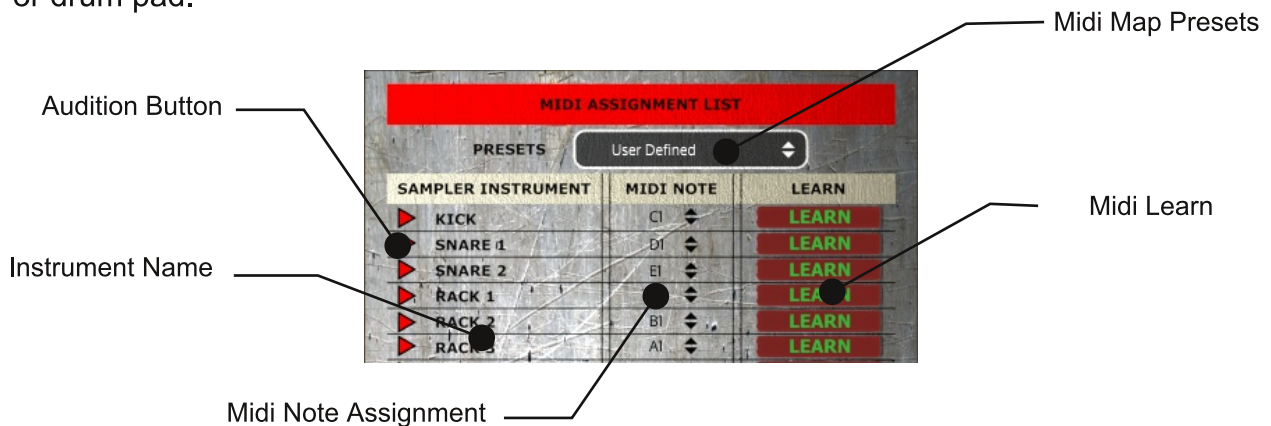 or drum pad.
Midi Map Presets
Audition Button
MIDI ASSIGNMENT LIST
PRESETS User Defined
SAMPLER INSTRUMENT MIDI NOTE LEARN
KICK C1 LEARN
SNARE 1 D1 LEARN
Midi Learn
SNARE 2 E1 LEARN
Instrument Name
RACK 1 LEARN
RACK 2 B1 LEARN
RACK 3 A1 LEARN
Midi Note Assignment